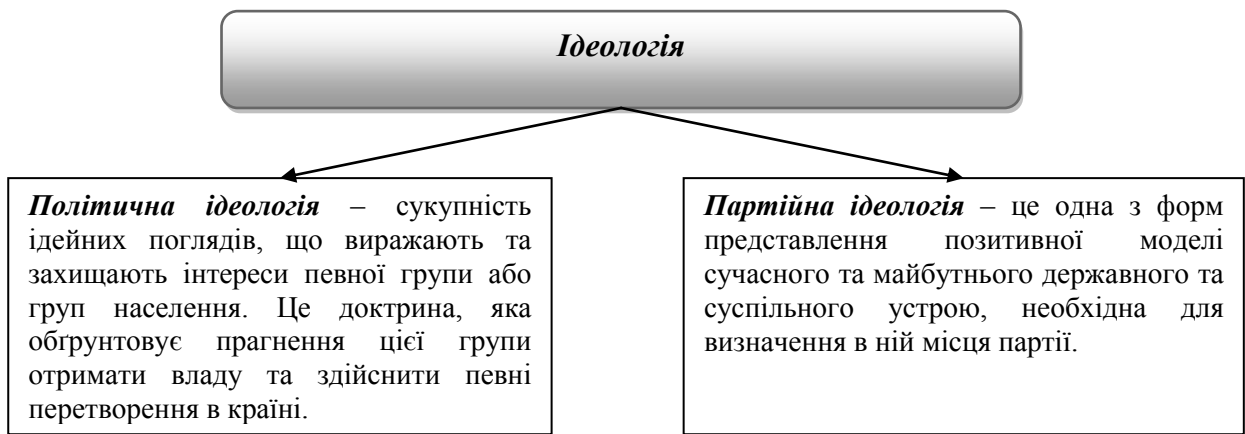 Ідеологія
Політична ідеологія – сукупність
ідейних поглядів, що виражають та
захищають інтереси певної групи або
груп населення. Це доктрина, яка
обґрунтовує прагнення цієї групи
отримати владу та здійснити певні
перетворення в країні.
Партійна ідеологія – це одна з форм
представлення позитивної моделі
сучасного та майбутнього державного та
суспільного устрою, необхідна для
визначення в ній місця партії.